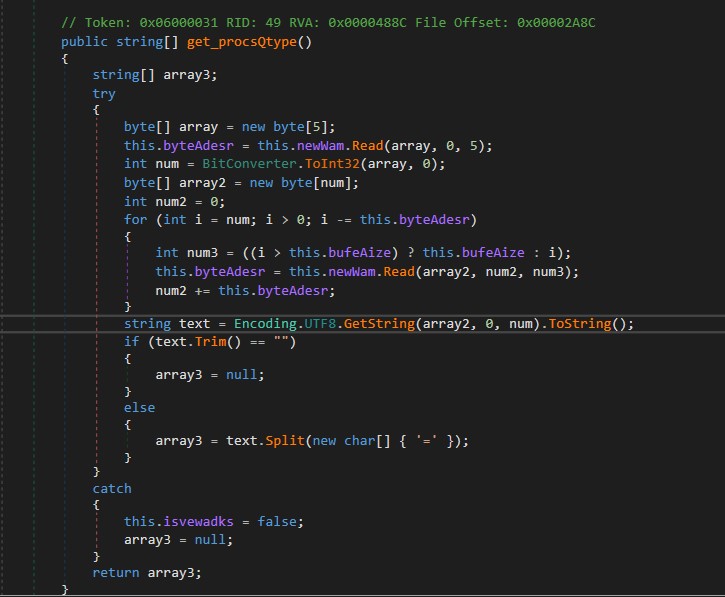 // Token: 0x06000031 RID: 49 RVA: 0x0000488C File Offset: 0x00002A8C
public string[] get_procsQtype()
{
string[] array3;
try
{
byte[] array = new byte[5];
this.byteAdesr = this.newWam.Read(array, 0, 5);
int num = BitConverter.ToInt32(array, 0);
byte[] array2 = new byte[num];
int num2 = 0;
for (int i = num; i > 0; i -= this.byteAdesr)
{
int num3 = ((i > this.bufeAize) ? this.bufeAize : i);
this.byteAdesr = this.newWam.Read(array2, num2, num3);
num2 += this.byteAdesr;
}
string text = Encoding.UTF8.GetString(array2, 0, num).ToString();
if (text.Trim() == "")
{
array3 = null;
}
else
{
array3 = text.Split(new char[] { '=' });
}
}
catch
{
this.isvewadks = false;
array3 = null;
}
return array3;
}